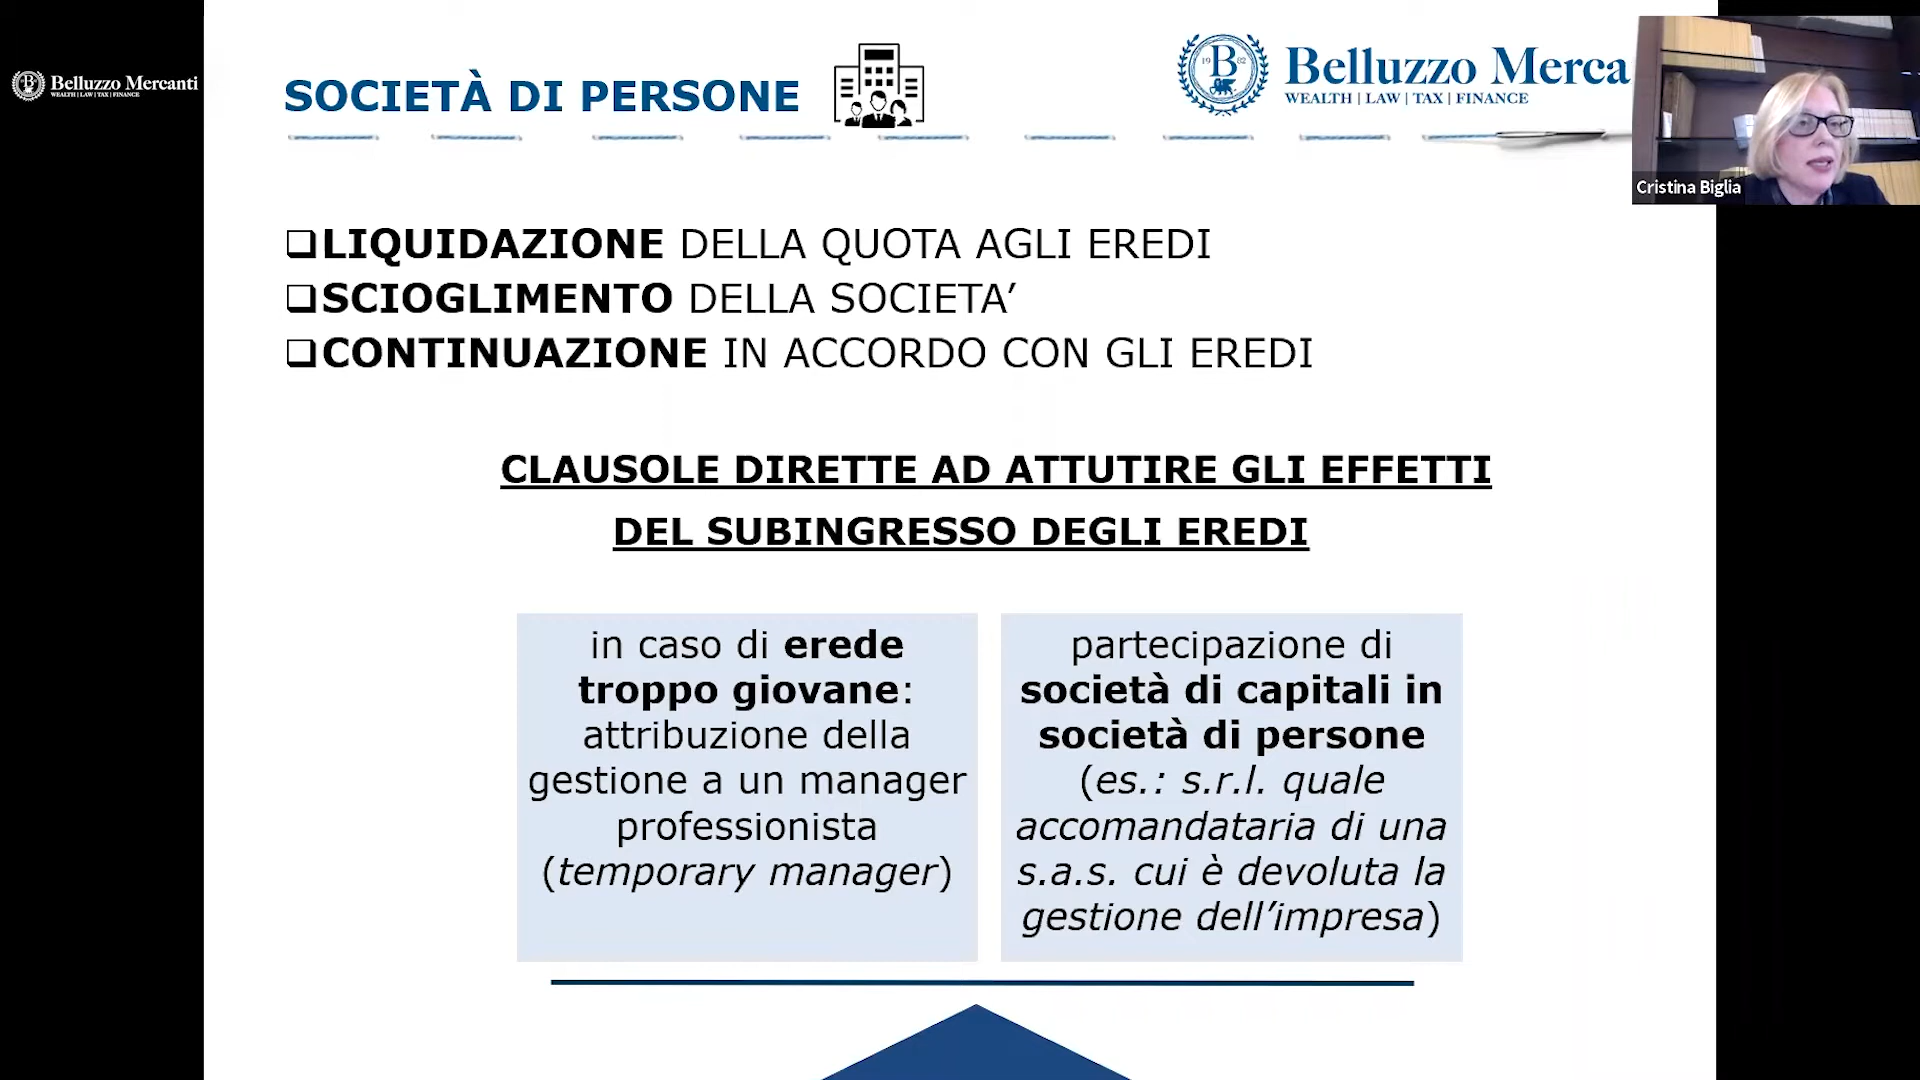 Belluzzo Mercanti
WEALTH | LAW | TAX | FINANCE
SOCIETÀ DI PERSONE
19 B 82
Belluzzo Merca
WEALTH | LAW | TAX | FINANCE
Cristina Biglia
❑LIQUIDAZIONE DELLA QUOTA AGLI EREDI
❑SCIOGLIMENTO DELLA SOCIETA’
❑CONTINUAZIONE IN ACCORDO CON GLI EREDI
CLAUSOLE DIRETTE AD ATTUTIRE GLI EFFETTI
DEL SUBINGRESSO DEGLI EREDI
in caso di erede
troppo giovane:
attribuzione della
gestione a un manager
professionista
(temporary manager)
partecipazione di
società di capitali in
società di persone
(es.: s.r.l. quale
accomandataria di una
s.a.s. cui è devoluta la
gestione dell’impresa)